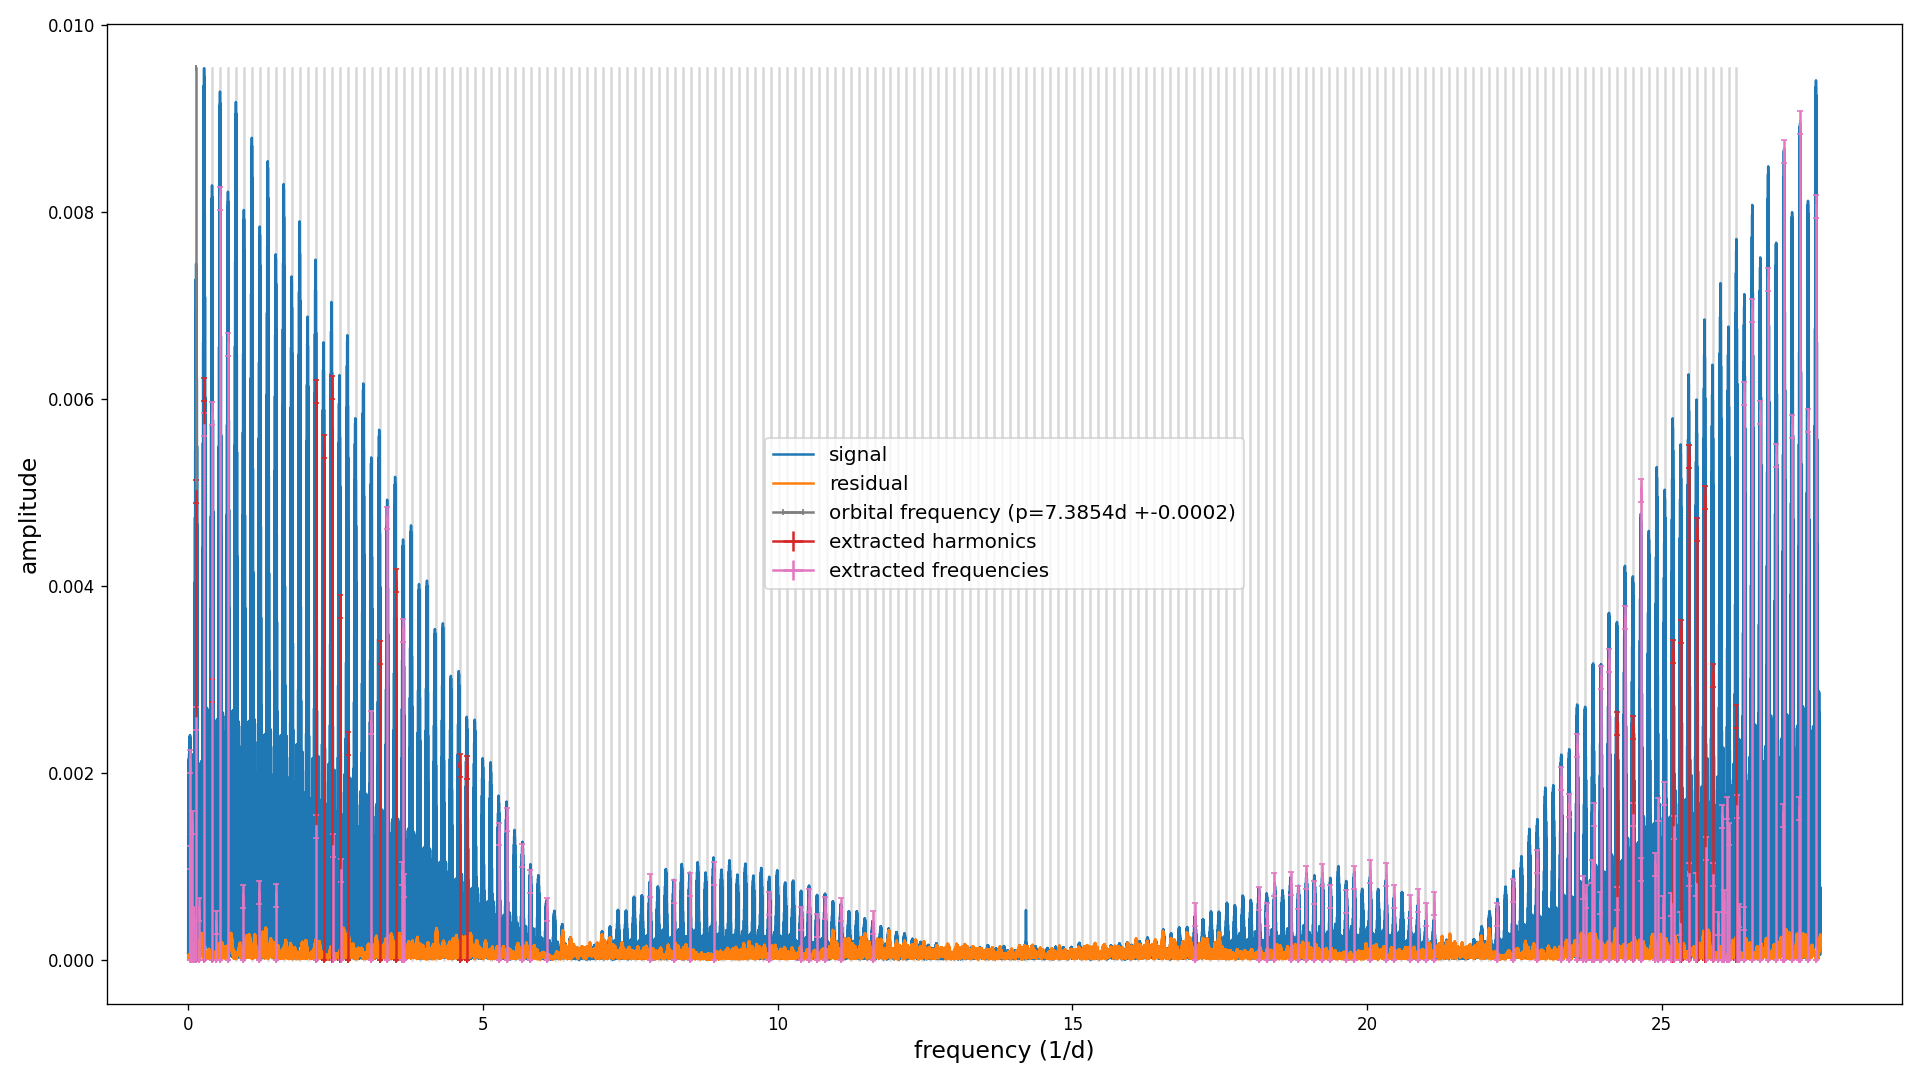 0.010
0.008
0.006
0.004
0.002
0.000
amplitude
signal
residual
orbital frequency (p=7.3854d +-0.0002)
extracted harmonics
extracted frequencies
0 5 10 15 20 25
frequency (1/d)